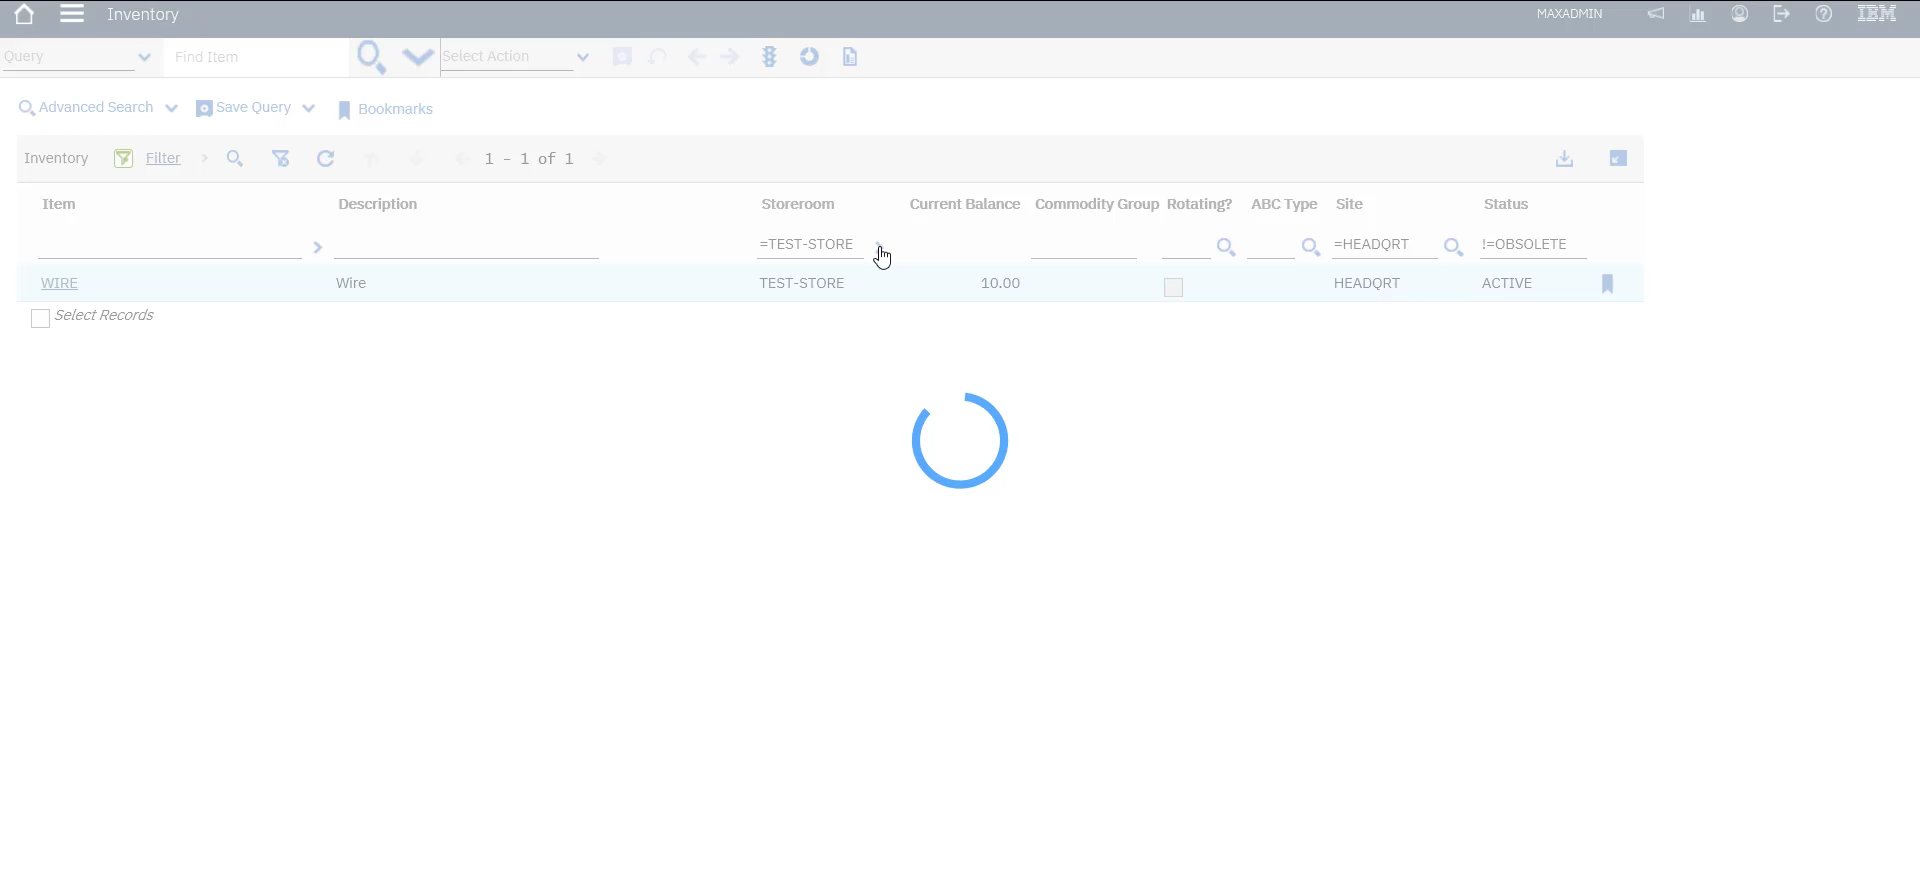 Inventory MAXADMIN IBM
Query Find Item Select Action
Advanced Search Save Query Bookmarks
Inventory Filter 1 - 1 of 1
Item Description Storeroom Current Balance Commodity Group Rotating? ABC Type Site Status
=TEST-STORE =HEADQRT !=OBSOLETE
WIRE Wire TEST-STORE 10.00 HEADQRT ACTIVE
Select Records